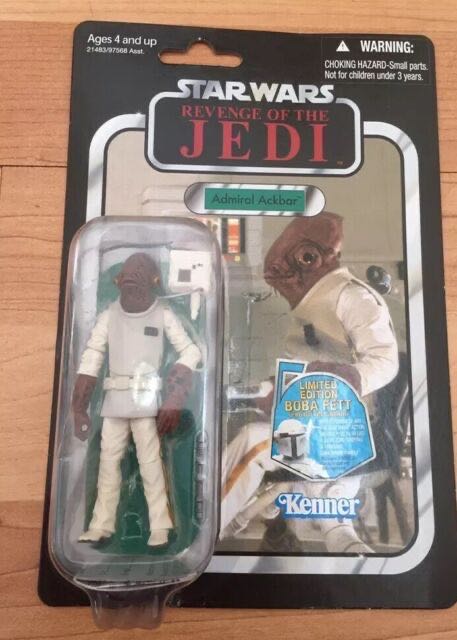 Ages 4 and up
21483/97568 Asst.
WARNING:
CHOKING HAZARD-Small parts.
Not for children under 3 years.
STAR WARS
REVENGE OF THE
JEDI
TM
Admiral Ackbar
LIMITED
EDITION
BOBA FETT
Kenner